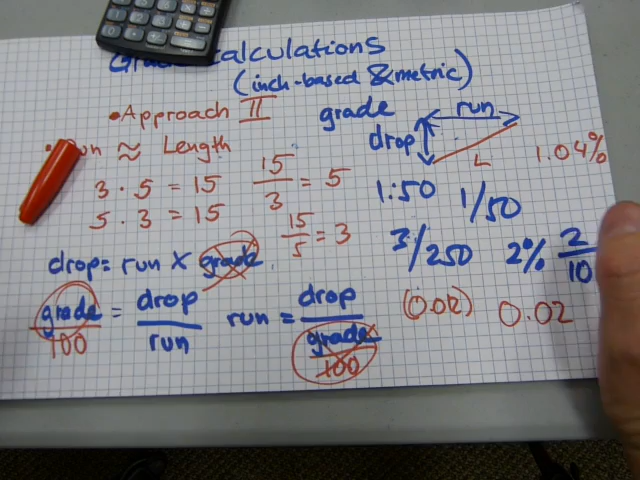 Grade calculations
(inch-based & metric)
• Approach II
grade
run
drop
L
1.04%
• Run ≈ Length
3 · 5 = 15
15/3 = 5
5 · 3 = 15
15/5 = 3
1:50
1/50
3/250
2%
2/10
drop = run x grade
grade/100 = drop/run
run = drop/grade/100
(0.02)
0.02